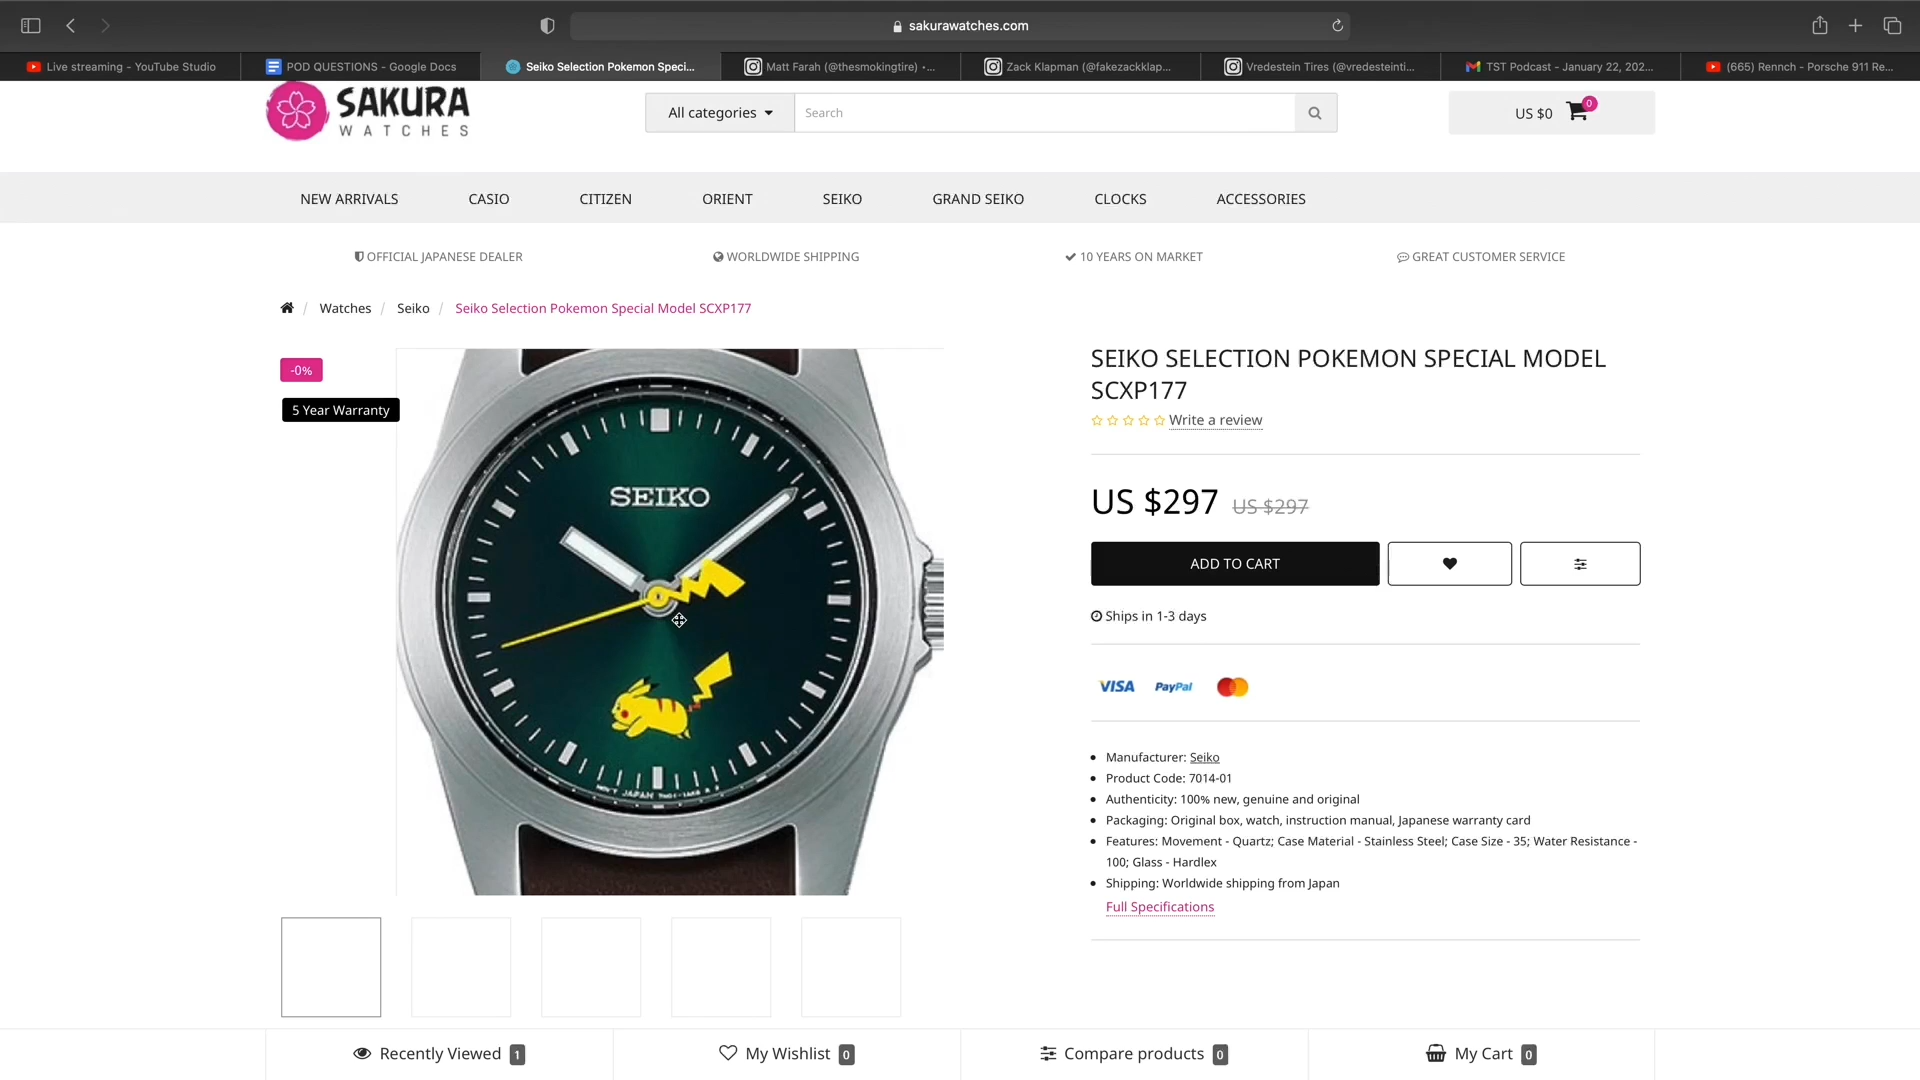 sakurawatches.com
Live streaming - YouTube Studio
POD QUESTIONS - Google Docs
Seiko Selection Pokemon Speci...
Matt Farah (@thesmokingtire) •...
Zack Klapman (@fakezackklap...
Vredestein Tires (@vredesteinti...
TST Podcast - January 22, 202...
(665) Rennch - Porsche 911 Re...
SAKURA
WATCHES
All categories
Search
US $0
0
NEW ARRIVALS
CASIO
CITIZEN
ORIENT
SEIKO
GRAND SEIKO
CLOCKS
ACCESSORIES
OFFICIAL JAPANESE DEALER
WORLDWIDE SHIPPING
10 YEARS ON MARKET
GREAT CUSTOMER SERVICE
/ Watches / Seiko / Seiko Selection Pokemon Special Model SCXP177
-0%
5 Year Warranty
SEIKO
SEIKO SELECTION POKEMON SPECIAL MODEL
SCXP177
Write a review
US $297 US $297
ADD TO CART
Ships in 1-3 days
VISA PayPal
Manufacturer: Seiko
Product Code: 7014-01
Authenticity: 100% new, genuine and original
Packaging: Original box, watch, instruction manual, Japanese warranty card
Features: Movement - Quartz; Case Material - Stainless Steel; Case Size - 35; Water Resistance -
100; Glass - Hardlex
Shipping: Worldwide shipping from Japan
Full Specifications
Recently Viewed 1
My Wishlist 0
Compare products 0
My Cart 0